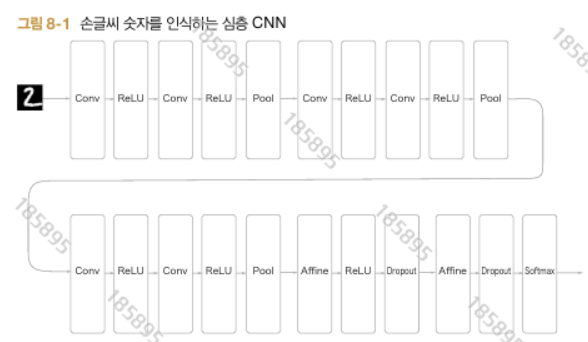 그림 8-1 손글씨 숫자를 인식하는 심층 CNN
2 Conv ReLU Conv ReLU Pool Conv ReLU Conv ReLU Pool
Conv ReLU Conv ReLU Pool Affine ReLU Dropout Affine Dropout Softmax
185895
185895
185895
185895
185895
185895
185895